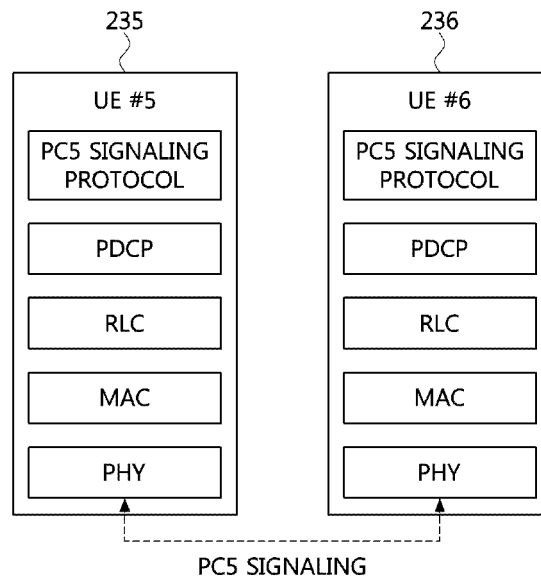 235
236
UE #5
UE #6
PC5 SIGNALING
PROTOCOL
PC5 SIGNALING
PROTOCOL
PDCP
PDCP
RLC
RLC
MAC
MAC
PHY
PHY
PC5 SIGNALING